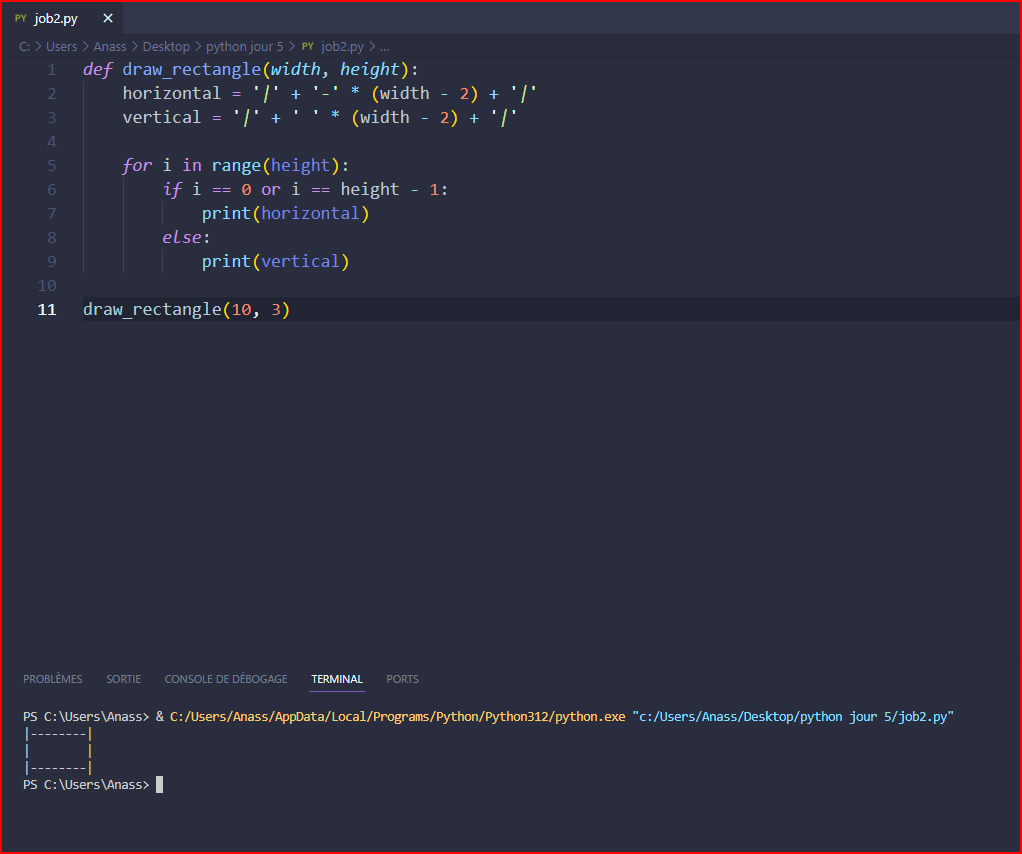 PY job2.py ✕
C: > Users > Anass > Desktop > python jour 5 > PY job2.py > ...
1 def draw_rectangle(width, height):
2     horizontal = '|' + '-' * (width - 2) + '|'
3     vertical = '|' + ' ' * (width - 2) + '|'
4
5     for i in range(height):
6         if i == 0 or i == height - 1:
7             print(horizontal)
8         else:
9             print(vertical)
10
11 draw_rectangle(10, 3)
PROBLÈMES SORTIE CONSOLE DE DÉBOGAGE TERMINAL PORTS
PS C:\Users\Anass> & C:/Users/Anass/AppData/Local/Programs/Python/Python312/python.exe "c:/Users/Anass/Desktop/python jour 5/job2.py"
|--------|
|        |
|--------|
PS C:\Users\Anass>